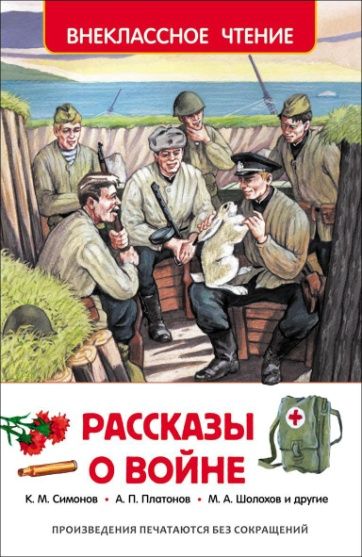 ВНЕКЛАССНОЕ ЧТЕНИЕ
РАССКАЗЫ
О ВОЙНЕ
К. М. Симонов • А. П. Платонов • М. А. Шолохов и другие
ПРОИЗВЕДЕНИЯ ПЕЧАТАЮТСЯ БЕЗ СОКРАЩЕНИЙ